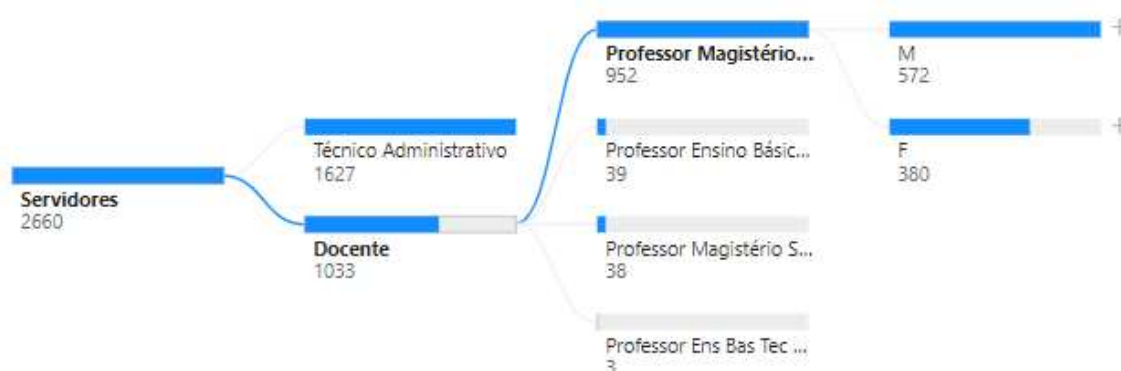 Servidores
2660
Técnico Administrativo
1627
Docente
1033
Professor Magistério...
952
Professor Ensino Básic...
39
Professor Magistério S...
38
Professor Ens Bas Tec ...
3
M
572
F
380